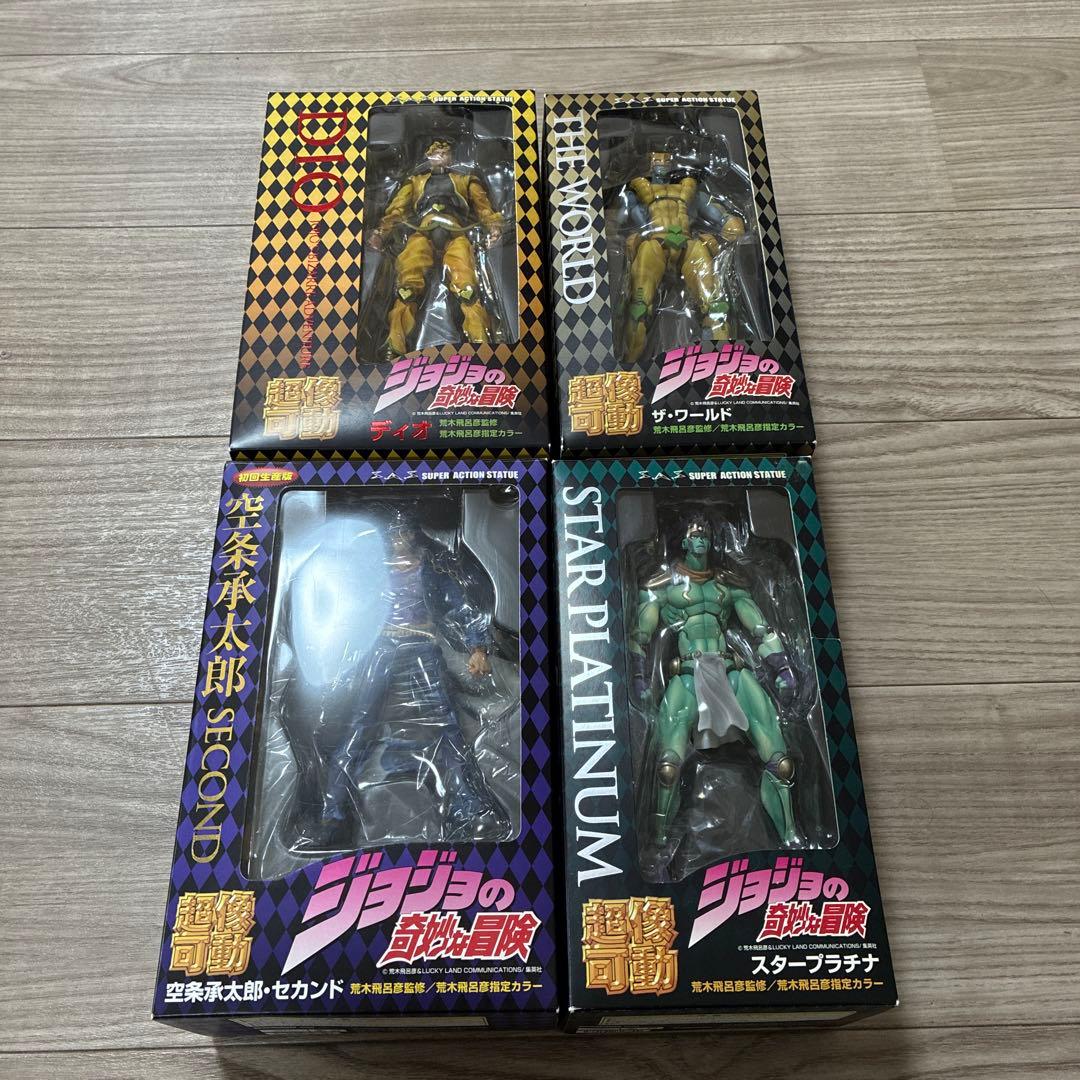 SUPER ACTION STATUE
DIO
超像
可動
ジョジョの
奇妙な冒険
©荒木飛呂彦&LUCKY LAND COMMUNICATIONS/集英社
ディオ
荒木飛呂彦監修
荒木飛呂彦指定カラー
S.A.S SUPER ACTION STATUE
THE WORLD
超像
可動
ジョジョの
奇妙な冒険
©荒木飛呂彦&LUCKY LAND COMMUNICATIONS/集英社
ザ・ワールド
荒木飛呂彦監修/荒木飛呂彦指定カラー
初回生産版
S.A.S SUPER ACTION STATUE
空条承太郎 SECOND
超像
可動
ジョジョの
奇妙な冒険
©荒木飛呂彦&LUCKY LAND COMMUNICATIONS/集英社
空条承太郎・セカンド
荒木飛呂彦監修/荒木飛呂彦指定カラー
S.A.S SUPER ACTION STATUE
STAR PLATINUM
超像
可動
ジョジョの
奇妙な冒険
©荒木飛呂彦&LUCKY LAND COMMUNICATIONS/集英社
スタープラチナ
荒木飛呂彦監修/荒木飛呂彦指定カラー